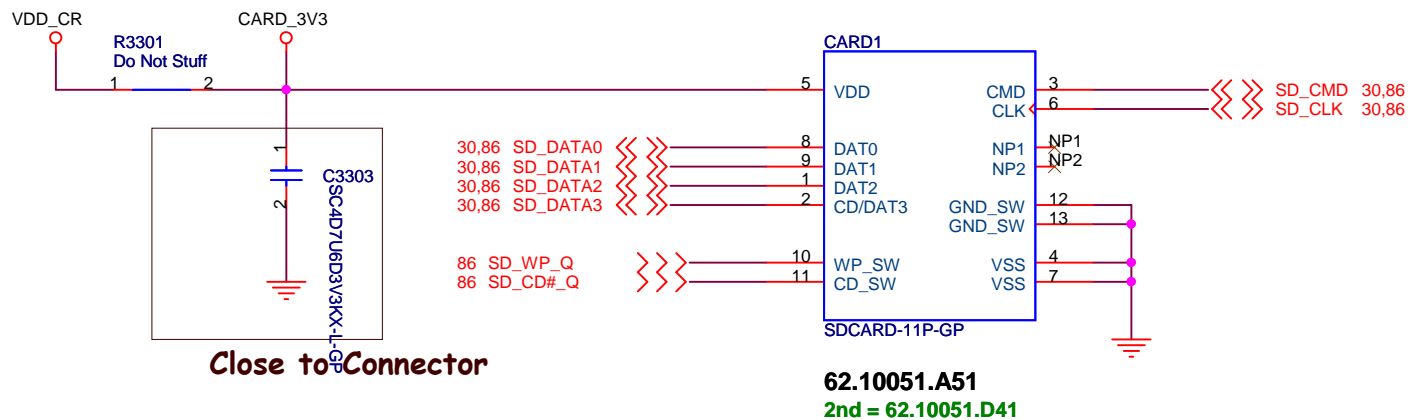 VDD_CR
CARD_3V3
R3301
Do Not Stuff
1
2
1
C3303
SC4D7U6D3V3KX-L-GP
2
Close to Connector
CARD1
5 VDD
CMD 3 SD_CMD 30,86
CLK 6 SD_CLK 30,86
30,86 SD_DATA0 8 DAT0
30,86 SD_DATA1 9 DAT1
30,86 SD_DATA2 1 DAT2
30,86 SD_DATA3 2 CD/DAT3
NP1 NP1
NP2 NP2
GND_SW 12
GND_SW 13
86 SD_WP_Q 10 WP_SW
86 SD_CD#_Q 11 CD_SW
VSS 4
VSS 7
SDCARD-11P-GP
62.10051.A51
2nd = 62.10051.D41